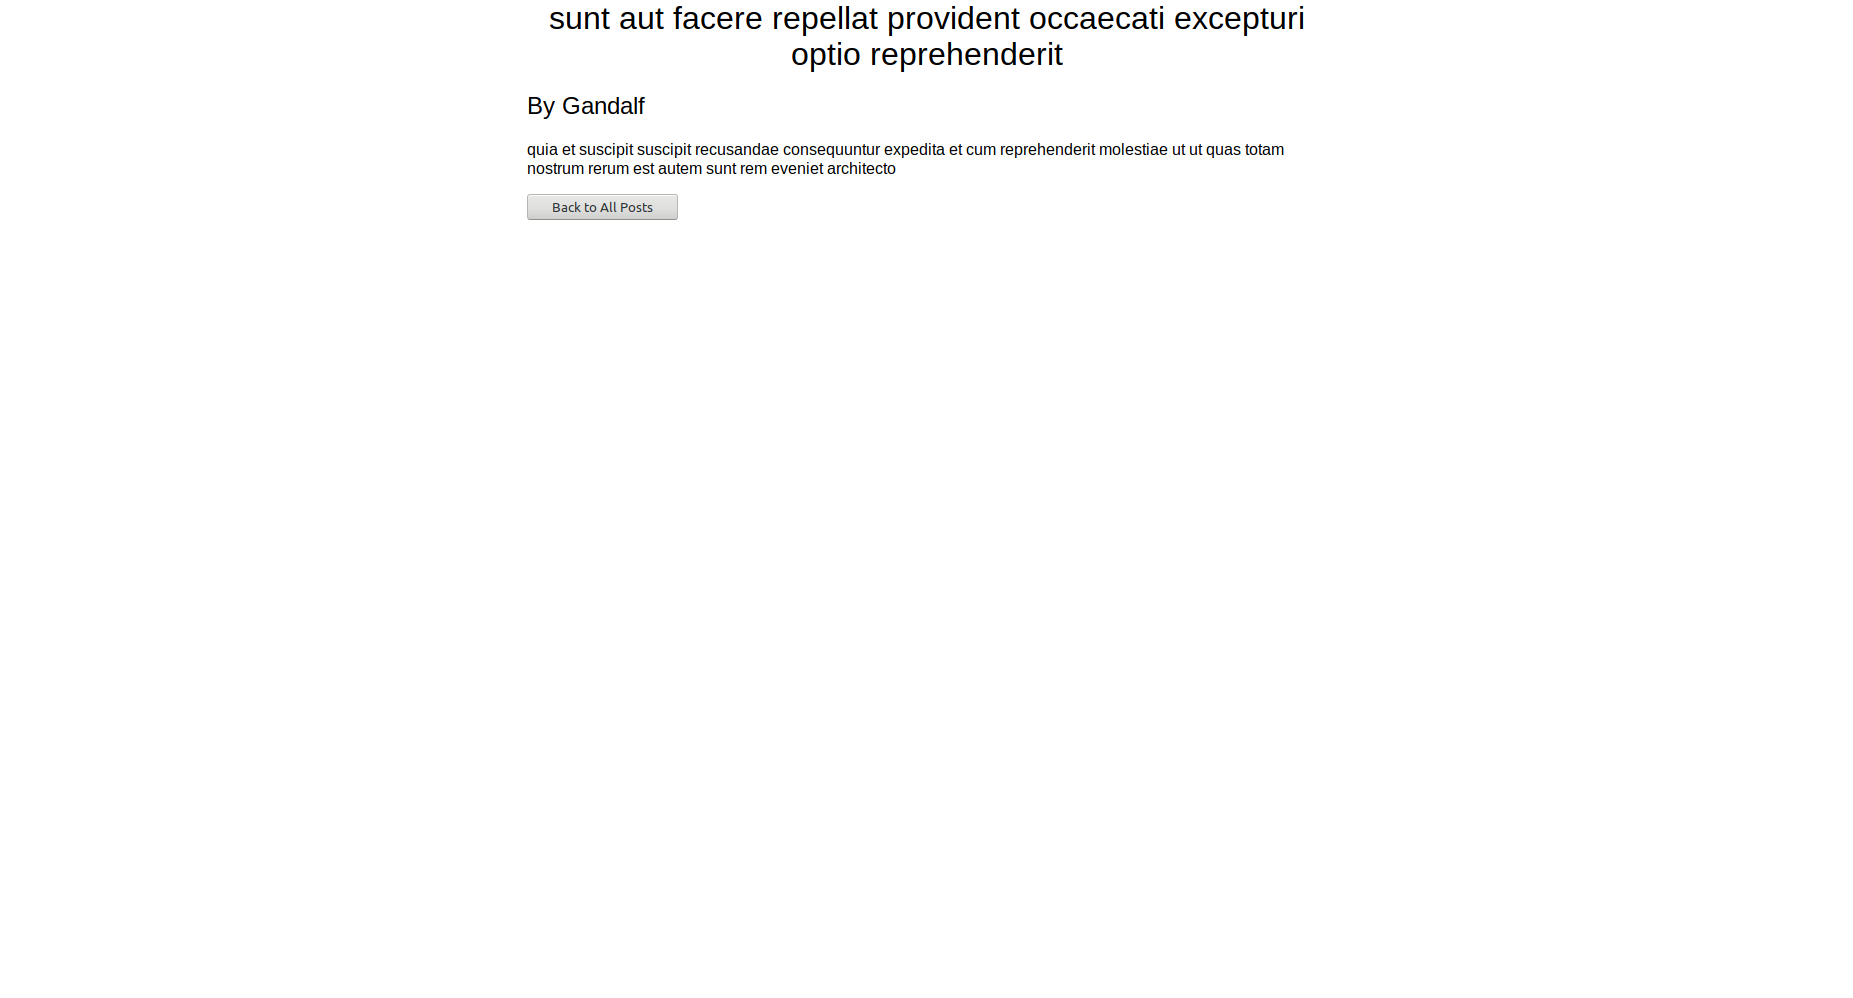 sunt aut facere repellat provident occaecati excepturi
optio reprehenderit
By Gandalf
quia et suscipit suscipit recusandae consequuntur expedita et cum reprehenderit molestiae ut ut quas totam
nostrum rerum est autem sunt rem eveniet architecto
Back to All Posts